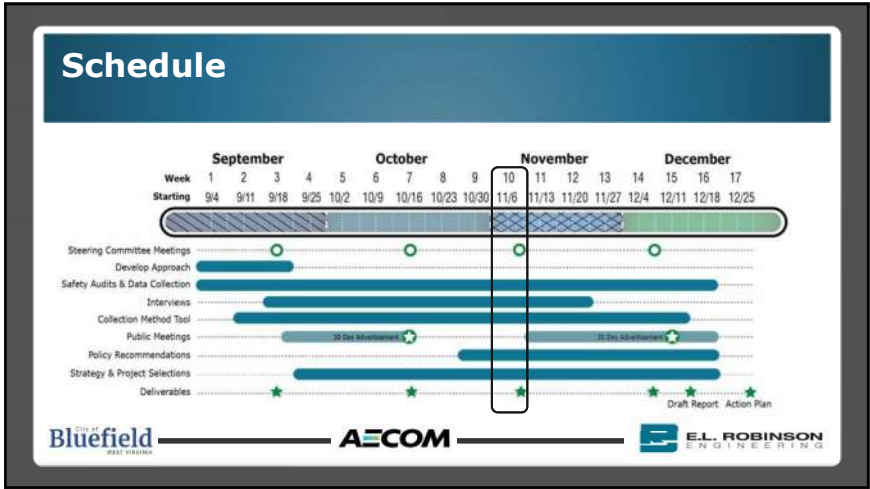 Schedule
September October November December
Week 1 2 3 4 5 6 7 8 9 10 11 12 13 14 15 16 17
Starting 9/4 9/11 9/18 9/25 10/2 10/9 10/16 10/23 10/30 11/6 11/13 11/20 11/27 12/4 12/11 12/18 12/25
Steering Committee Meetings
Develop Approach
Safety Audits & Data Collection
Interviews
Collection Method Tool
Public Meetings 30 Day Advertisement 30 Day Advertisement
Policy Recommendations
Strategy & Project Selections
Deliverables
Draft Report Action Plan
City of
Bluefield AECOM E.L. ROBINSON
WEST VIRGINIA ENGINEERING